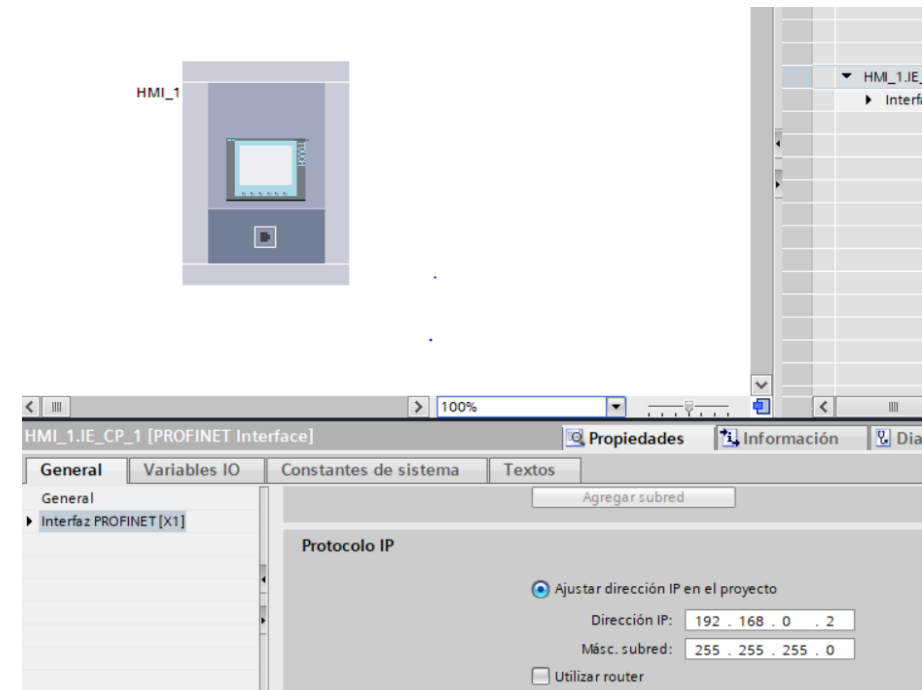 HMI_1
HMI_1.IE_
Interfa
100%
HMI_1.IE_CP_1 [PROFINET Interface]
Propiedades
Información
Dia
General
Variables IO
Constantes de sistema
Textos
General
Interfaz PROFINET [X1]
Agregar subred
Protocolo IP
Ajustar dirección IP en el proyecto
Dirección IP: 192 . 168 . 0 . 2
Másc. subred: 255 . 255 . 255 . 0
Utilizar router